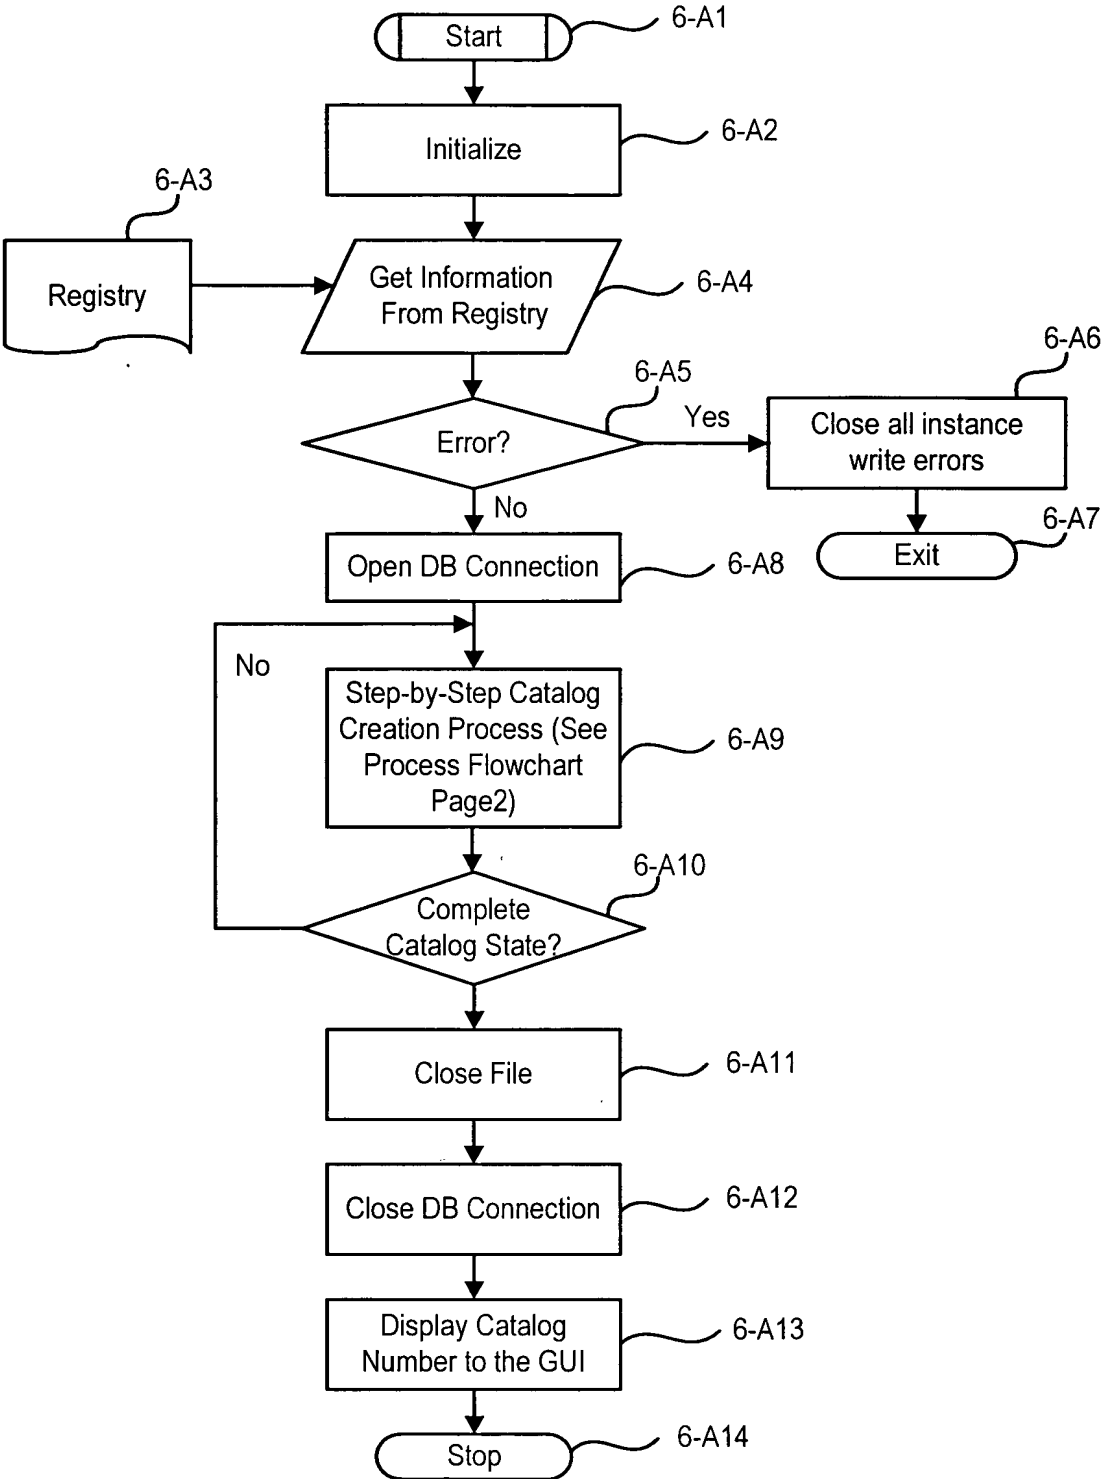 Start
6-A1
Initialize
6-A2
6-A3
Registry
Get Information
From Registry
6-A4
6-A5
Error?
Yes
6-A6
Close all instance
write errors
No
6-A7
Exit
Open DB Connection
6-A8
No
Step-by-Step Catalog
Creation Process (See
Process Flowchart
Page2)
6-A9
6-A10
Complete
Catalog State?
Close File
6-A11
Close DB Connection
6-A12
Display Catalog
Number to the GUI
6-A13
Stop
6-A14